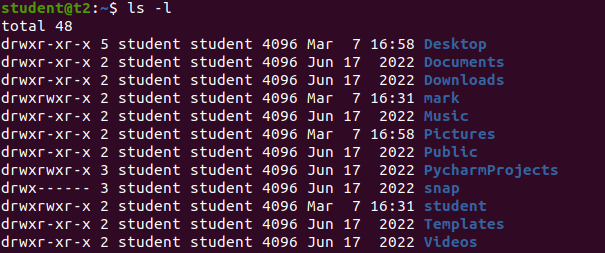 student@t2:~$ ls -l
total 48
drwxr-xr-x 5 student student 4096 Mar  7 16:58 Desktop
drwxr-xr-x 2 student student 4096 Jun 17  2022 Documents
drwxr-xr-x 2 student student 4096 Jun 17  2022 Downloads
drwxrwxr-x 2 student student 4096 Mar  7 16:31 mark
drwxr-xr-x 2 student student 4096 Jun 17  2022 Music
drwxr-xr-x 2 student student 4096 Mar  7 16:58 Pictures
drwxr-xr-x 2 student student 4096 Jun 17  2022 Public
drwxrwxr-x 3 student student 4096 Jun 17  2022 PycharmProjects
drwx------ 3 student student 4096 Jun 17  2022 snap
drwxrwxr-x 2 student student 4096 Mar  7 16:31 student
drwxr-xr-x 2 student student 4096 Jun 17  2022 Templates
drwxr-xr-x 2 student student 4096 Jun 17  2022 Videos